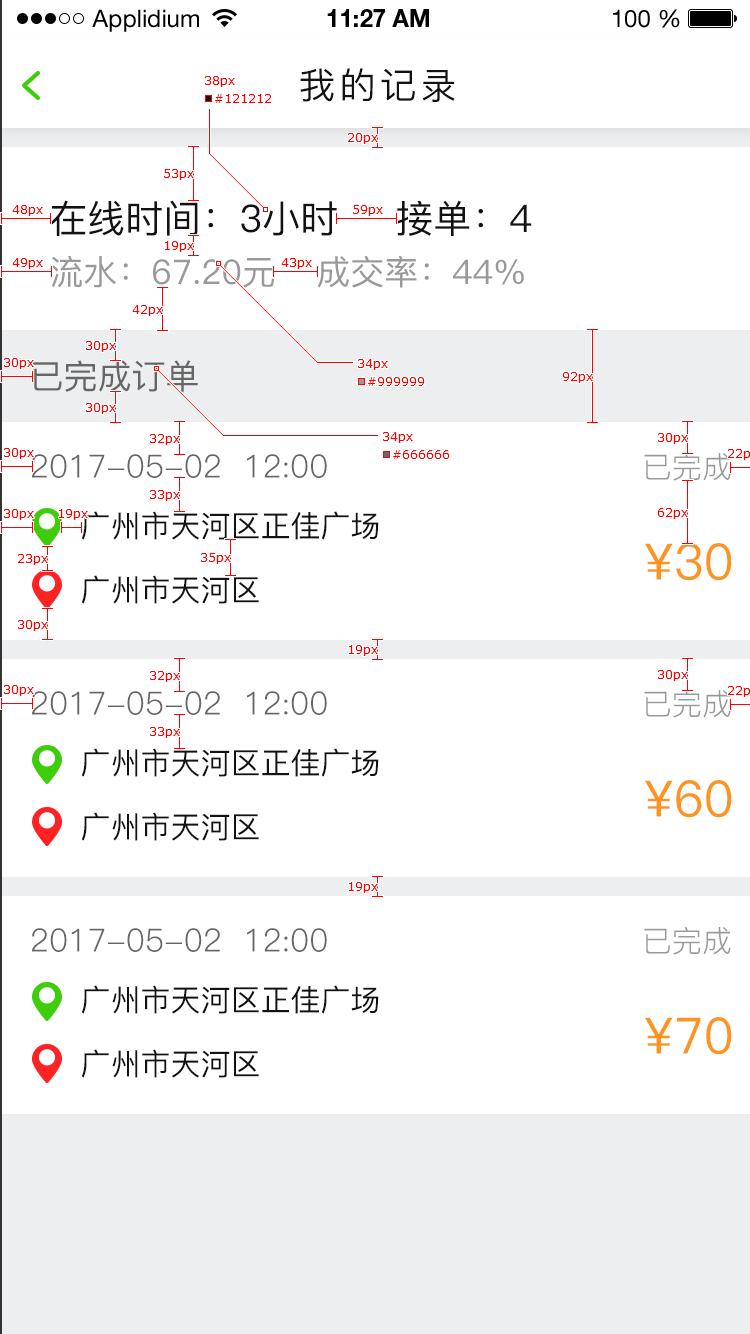 Applidium 11:27 AM 100 %
38px
#121212
我的记录
20px
53px
48px 在线时间：3小时 59px 接单：4
19px
49px 流水：67.20元 43px 成交率：44%
42px
30px
30px 已完成订单 34px 92px
#999999
30px
34px
#666666
32px 30px
30px 2017-05-02 12:00 已完成 22p
33px
30px 19px 广州市天河区正佳广场 62px
23px 35px ¥30
广州市天河区
30px
19px
32px 30px
30px 2017-05-02 12:00 已完成 22p
33px
广州市天河区正佳广场
¥60
广州市天河区
19px
2017-05-02 12:00 已完成
广州市天河区正佳广场
¥70
广州市天河区